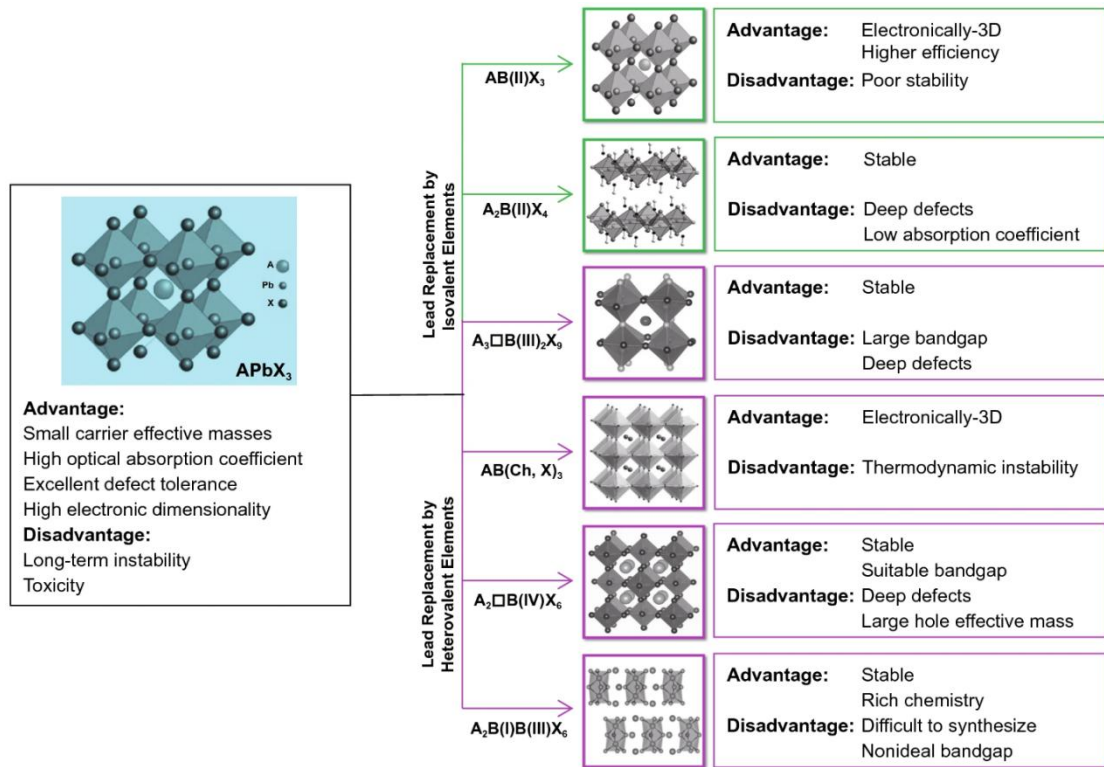 A
Pb
X
APbX₃
Advantage:
Small carrier effective masses
High optical absorption coefficient
Excellent defect tolerance
High electronic dimensionality
Disadvantage:
Long-term instability
Toxicity
Lead Replacement by
Isovalent Elements
Lead Replacement by
Heterovalent Elements
AB(II)X₃
Advantage: Electronically-3D
Higher efficiency
Disadvantage: Poor stability
A₂B(II)X₄
Advantage: Stable
Disadvantage: Deep defects
Low absorption coefficient
A₃□B(III)₂X₉
Advantage: Stable
Disadvantage: Large bandgap
Deep defects
AB(Ch, X)₃
Advantage: Electronically-3D
Disadvantage: Thermodynamic instability
A₂□B(IV)X₆
Advantage: Stable
Suitable bandgap
Disadvantage: Deep defects
Large hole effective mass
A₂B(I)B(III)X₆
Advantage: Stable
Rich chemistry
Disadvantage: Difficult to synthesize
Nonideal bandgap